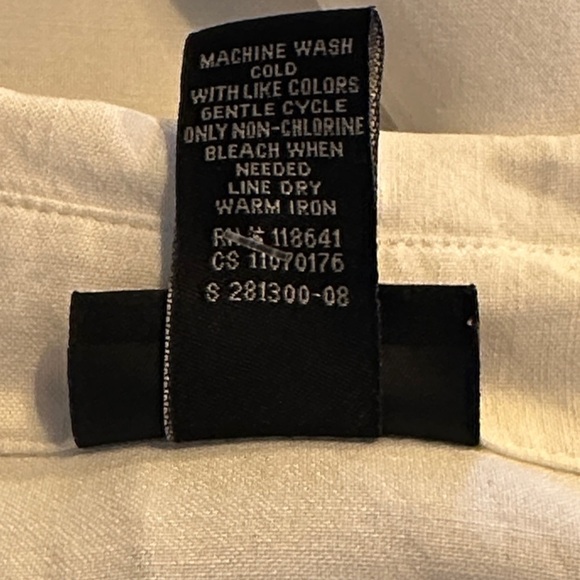 MACHINE WASH
COLD
WITH LIKE COLORS
GENTLE CYCLE
ONLY NON-CHLORINE
BLEACH WHEN
NEEDED
LINE DRY
WARM IRON
RN # 118641
CS 11070176
S 281300-08